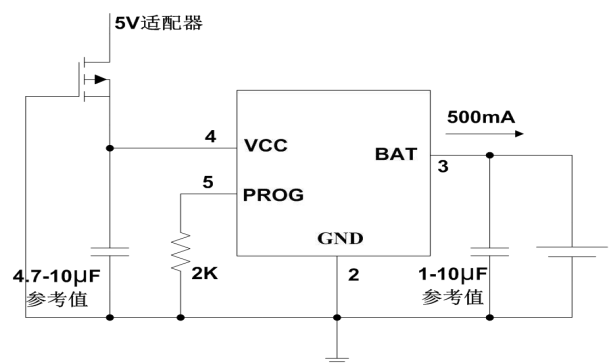 5V适配器
500mA
4
VCC
BAT
3
5
PROG
GND
4.7-10μF
参考值
2K
2
1-10μF
参考值